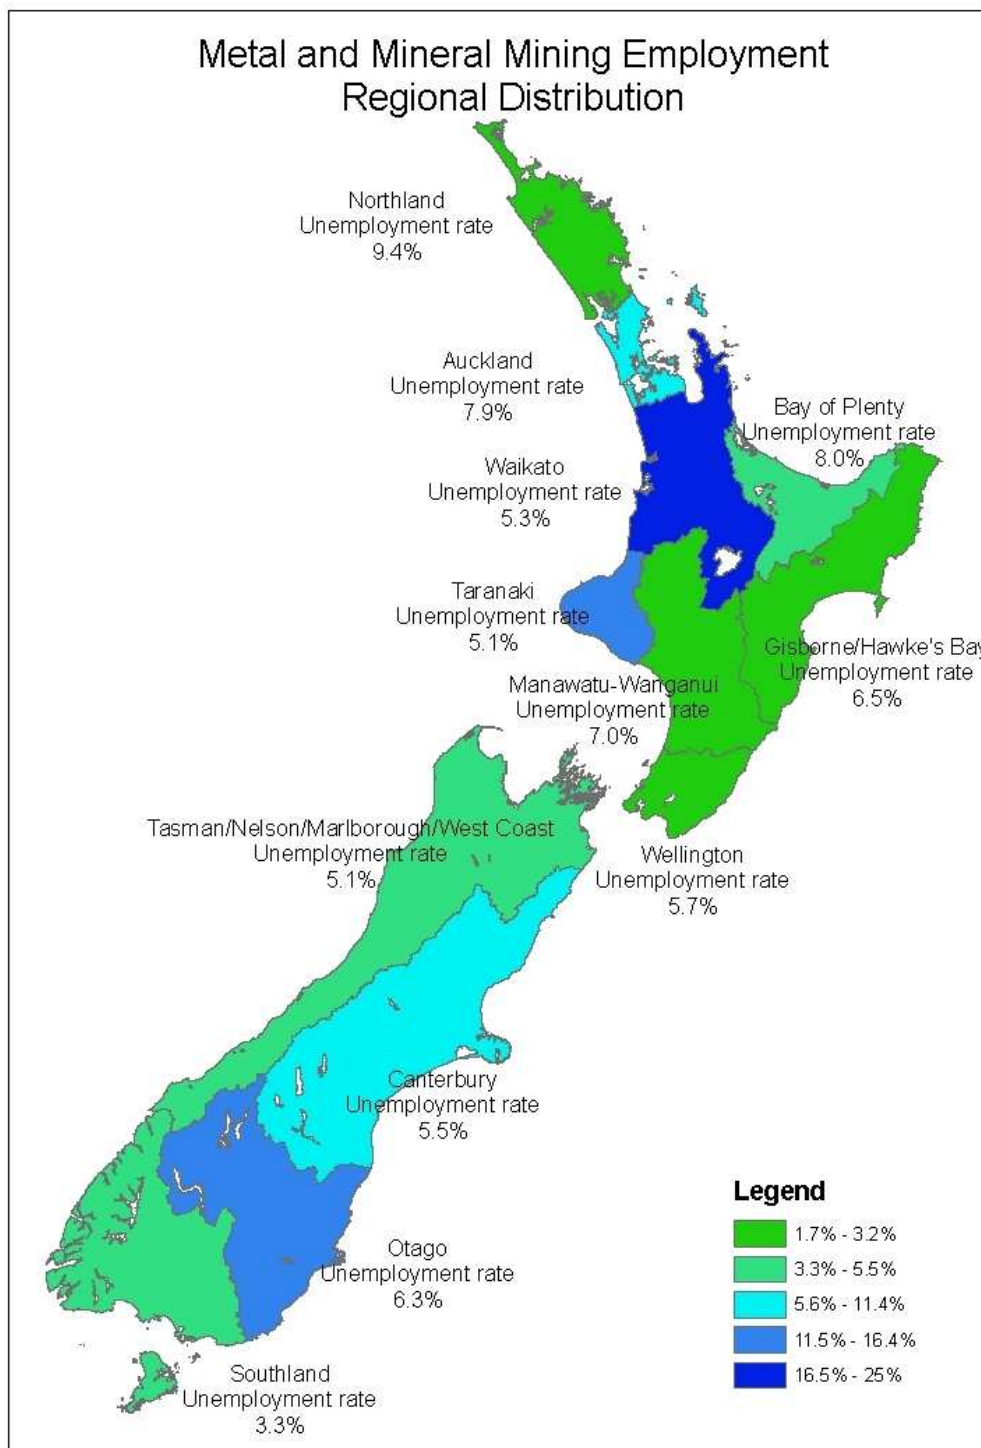 Metal and Mineral Mining Employment
Regional Distribution
Northland
Unemployment rate
9.4%
Auckland
Unemployment rate
7.9%
Bay of Plenty
Unemployment rate
8.0%
Waikato
Unemployment rate
5.3%
Taranaki
Unemployment rate
5.1%
Gisborne/Hawke's Bay
Unemployment rate
6.5%
Manawatu-Wanganui
Unemployment rate
7.0%
Tasman/Nelson/Marlborough/West Coast
Unemployment rate
5.1%
Wellington
Unemployment rate
5.7%
Canterbury
Unemployment rate
5.5%
Otago
Unemployment rate
6.3%
Southland
Unemployment rate
3.3%
Legend
1.7% - 3.2%
3.3% - 5.5%
5.6% - 11.4%
11.5% - 16.4%
16.5% - 25%